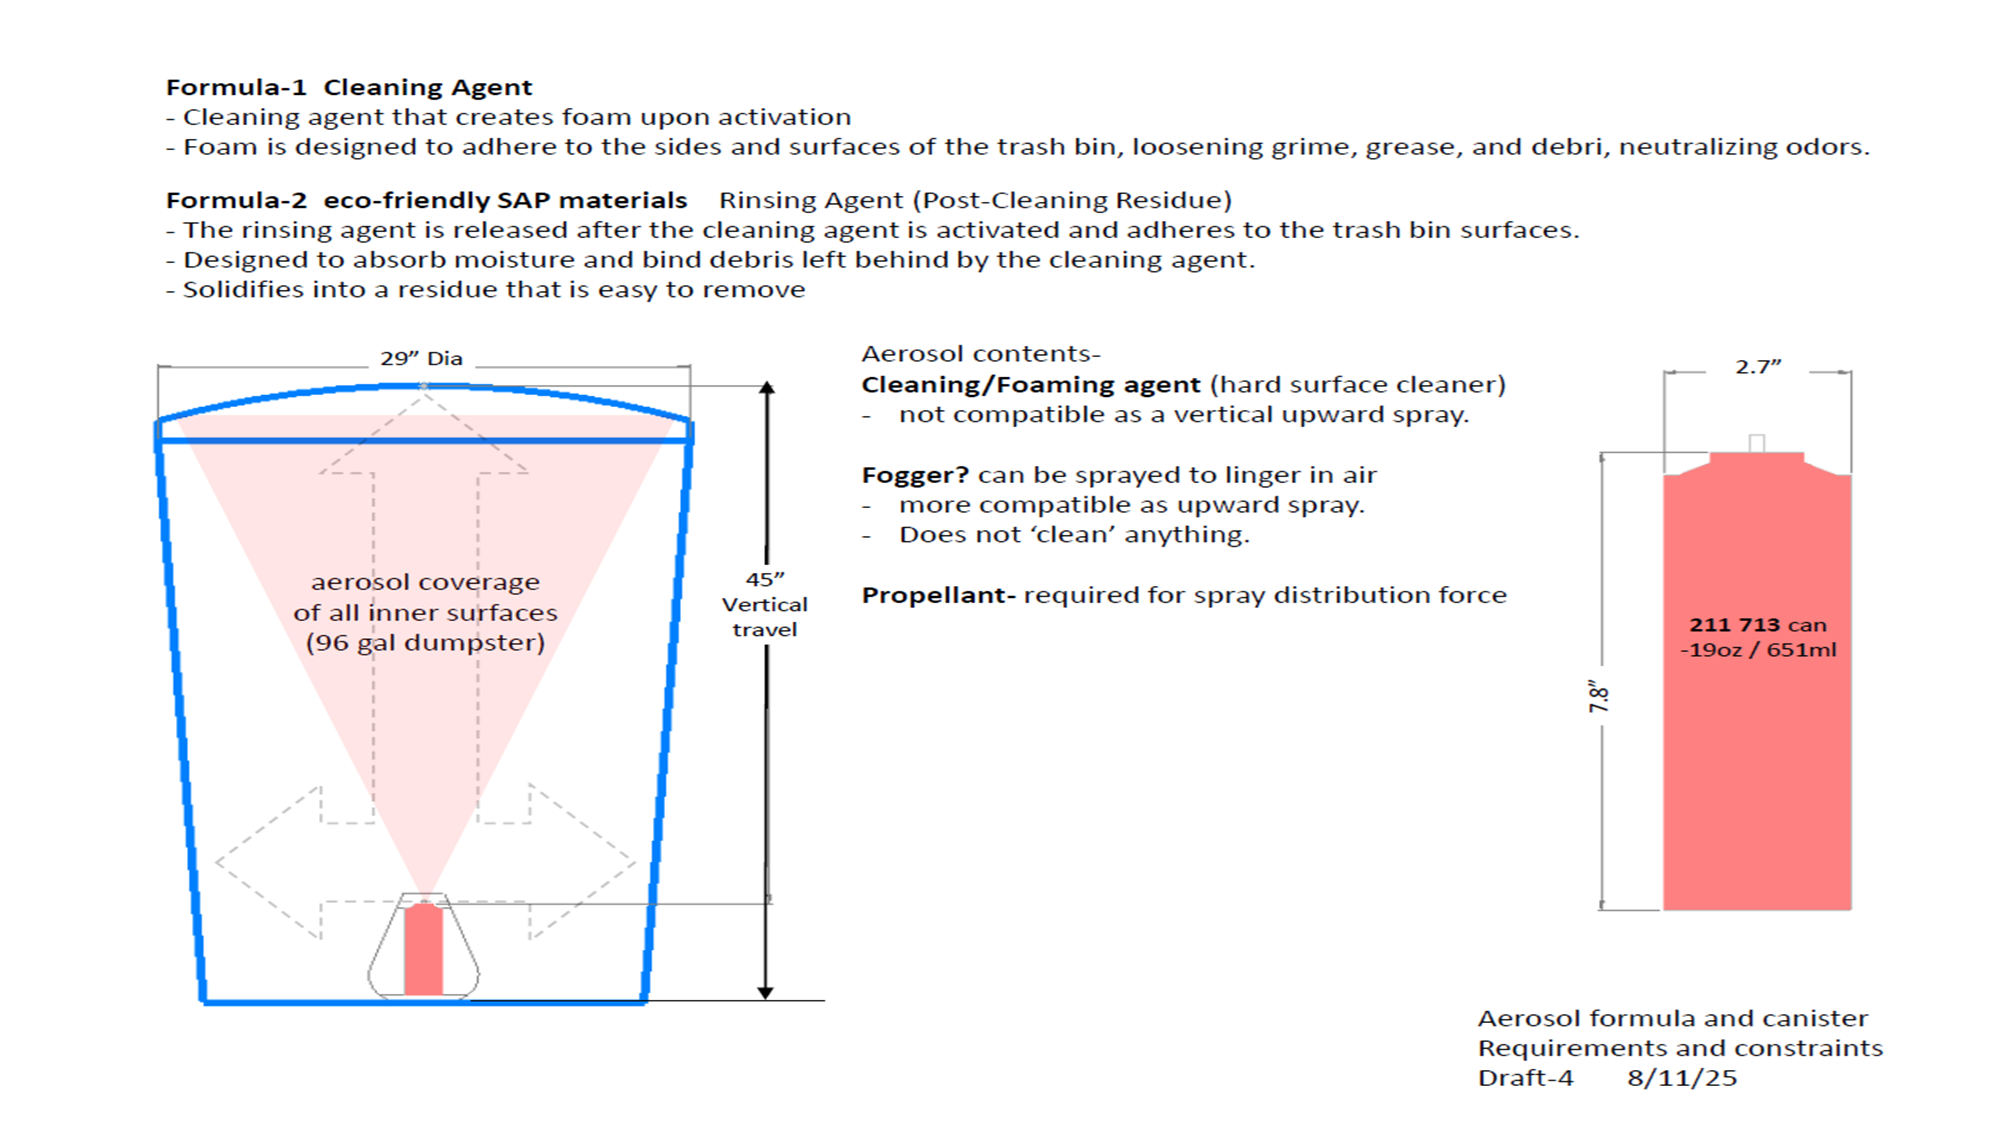 Formula-1  Cleaning Agent
- Cleaning agent that creates foam upon activation
- Foam is designed to adhere to the sides and surfaces of the trash bin, loosening grime, grease, and debri, neutralizing odors.
Formula-2  eco-friendly SAP materials    Rinsing Agent (Post-Cleaning Residue)
- The rinsing agent is released after the cleaning agent is activated and adheres to the trash bin surfaces.
- Designed to absorb moisture and bind debris left behind by the cleaning agent.
- Solidifies into a residue that is easy to remove
29” Dia
aerosol coverage
of all inner surfaces
(96 gal dumpster)
45”
Vertical
travel
Aerosol contents-
Cleaning/Foaming agent (hard surface cleaner)
- not compatible as a vertical upward spray.
Fogger? can be sprayed to linger in air
- more compatible as upward spray.
- Does not ‘clean’ anything.
Propellant- required for spray distribution force
2.7”
7.8”
211 713 can
-19oz / 651ml
Aerosol formula and canister
Requirements and constraints
Draft-4    8/11/25